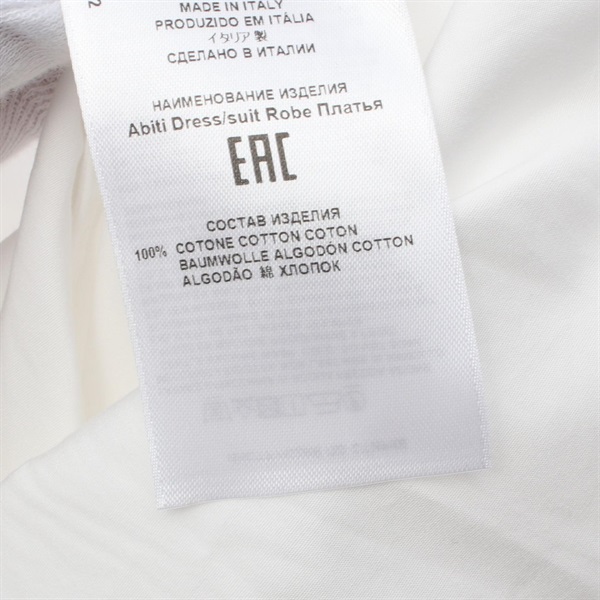 2
MADE IN ITALY
PRODUZIDO EM ITÁLIA
イタリア製
СДЕЛАНО В ИТАЛИИ
НАИМЕНОВАНИЕ ИЗДЕЛИЯ
Abiti Dress/suit Robe Платья
EAC
СОСТАВ ИЗДЕЛИЯ
100% COTONE COTTON COTON
BAUMWOLLE ALGODÓN COTTON
ALGODÃO 綿 ХЛОПОК